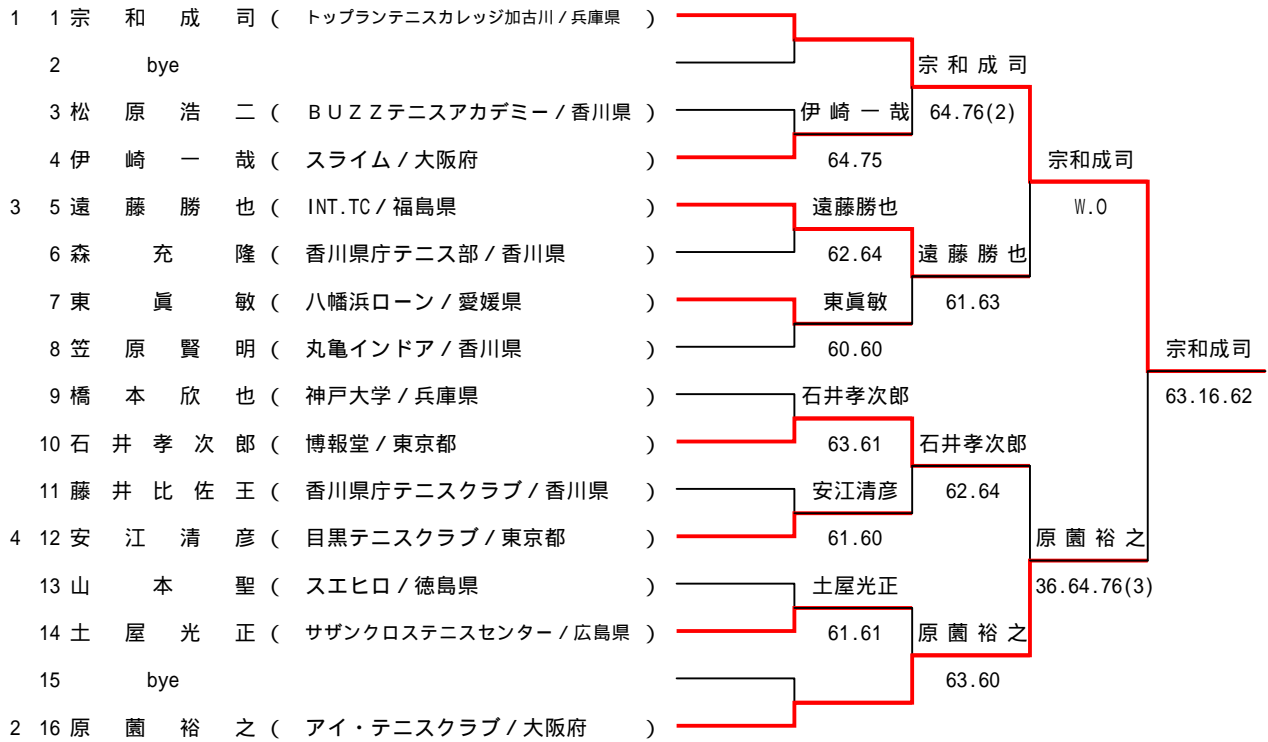 1 1 宗 和 成 司 ( トップランテニスカレッジ加古川 / 兵庫県 )
2 bye 宗 和 成 司
3 松 原 浩 二 ( ＢＵＺＺテニスアカデミー / 香川県 ) 伊 崎 一 哉 64.76(2)
4 伊 崎 一 哉 ( スライム / 大阪府 ) 64.75 宗和成司
3 5 遠 藤 勝 也 ( INT.TC / 福島県 ) 遠藤勝也 W.O
6 森 充 隆 ( 香川県庁テニス部 / 香川県 ) 62.64 遠 藤 勝 也
7 東 眞 敏 ( 八幡浜ローン / 愛媛県 ) 東眞敏 61.63
8 笠 原 賢 明 ( 丸亀インドア / 香川県 ) 60.60 宗和成司
9 橋 本 欣 也 ( 神戸大学 / 兵庫県 ) 石井孝次郎 63.16.62
10 石 井 孝 次 郎 ( 博報堂 / 東京都 ) 63.61 石井孝次郎
11 藤 井 比 佐 王 ( 香川県庁テニスクラブ / 香川県 ) 安江清彦 62.64
4 12 安 江 清 彦 ( 目黒テニスクラブ / 東京都 ) 61.60 原 薗 裕 之
13 山 本 聖 ( スエヒロ / 徳島県 ) 土屋光正 36.64.76(3)
14 土 屋 光 正 ( サザンクロステニスセンター / 広島県 ) 61.61 原 薗 裕 之
15 bye 63.60
2 16 原 薗 裕 之 ( アイ・テニスクラブ / 大阪府 )